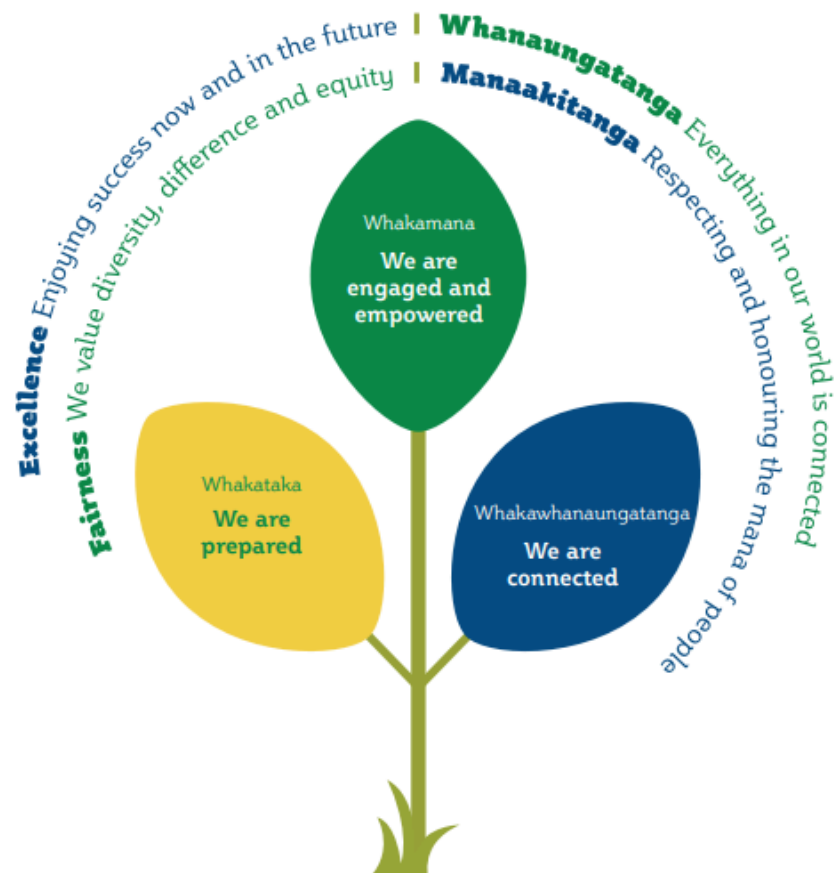 Excellence Enjoying success now and in the future
Whanaungatanga Everything in our world is connected
Fairness We value diversity, difference and equity
Manaakitanga Respecting and honouring the mana of people
Whakamana
We are
engaged and
empowered
Whakataka
We are
prepared
Whakawhanaungatanga
We are
connected